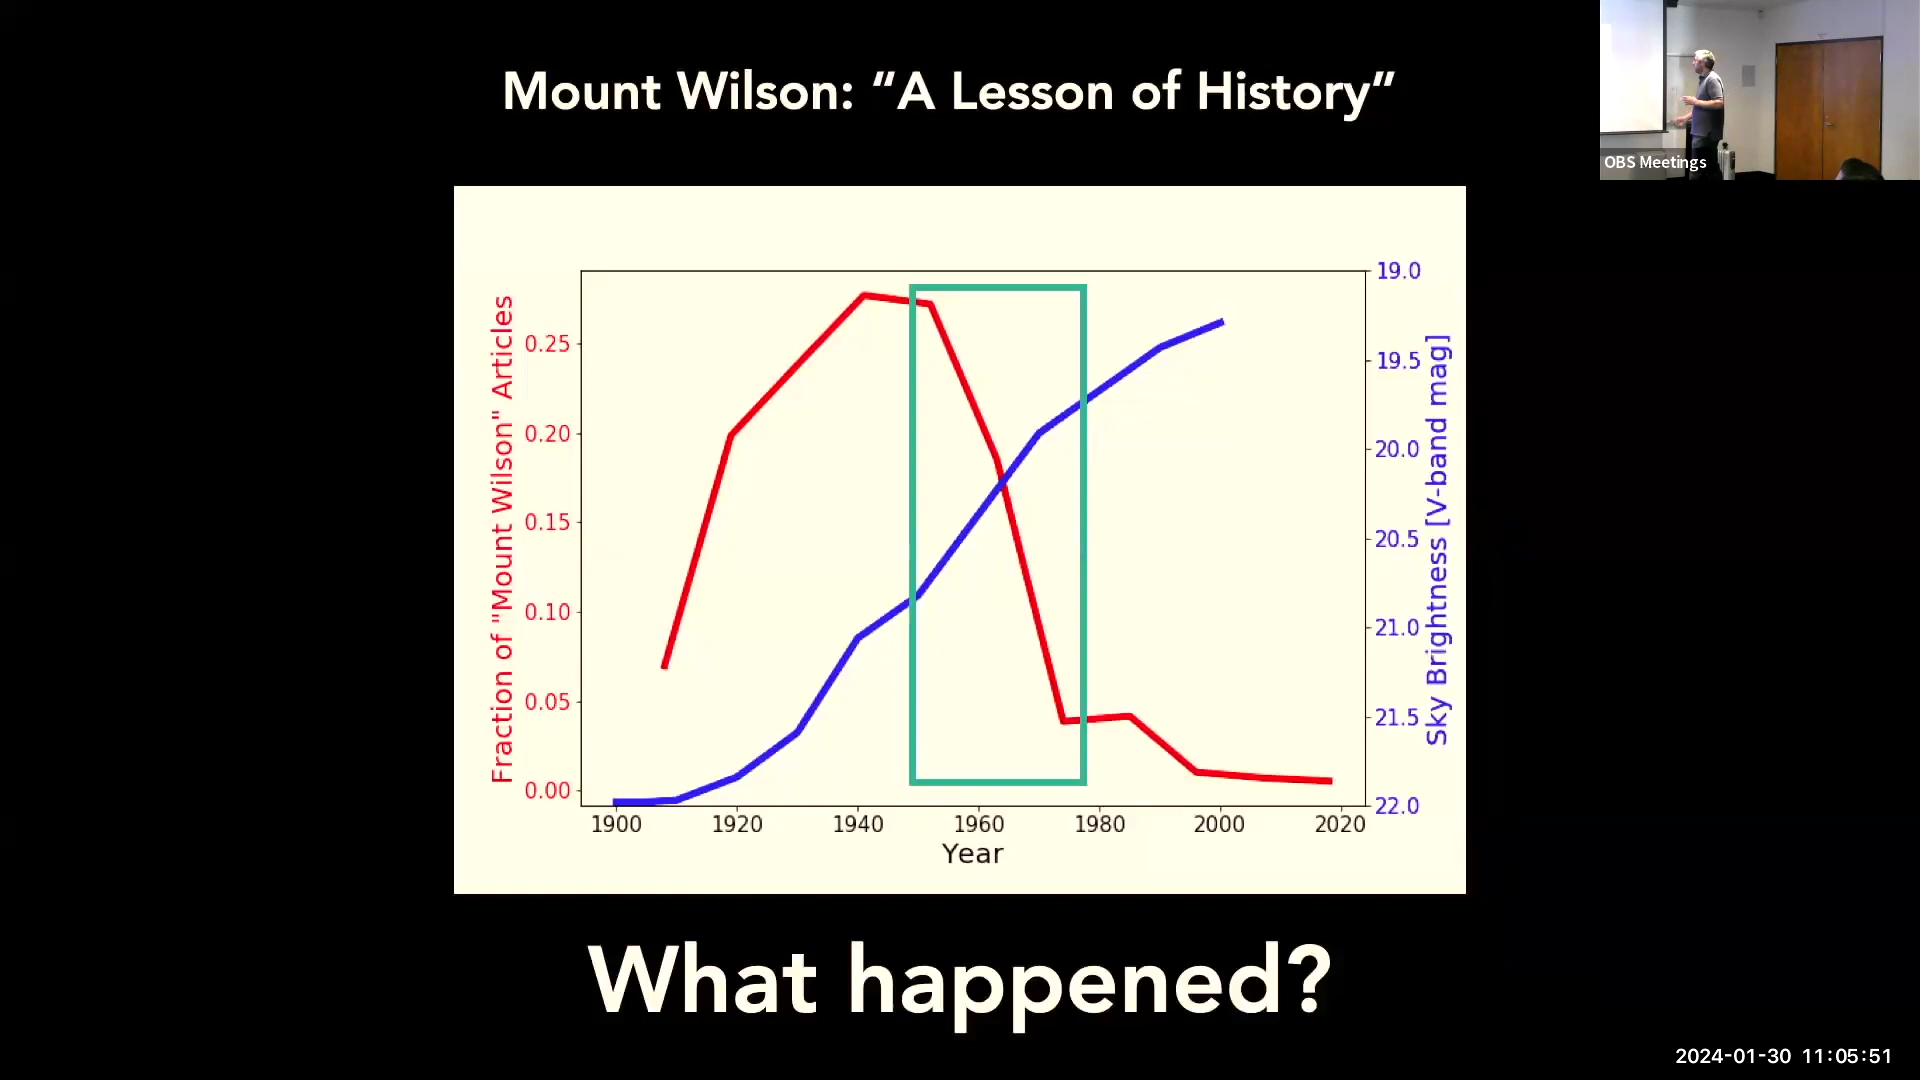 Mount Wilson: “A Lesson of History”
OBS Meetings
Fraction of "Mount Wilson" Articles
0.25
0.20
0.15
0.10
0.05
0.00
19.0
19.5
20.0
20.5
21.0
21.5
22.0
Sky Brightness [V-band mag]
1900 1920 1940 1960 1980 2000 2020
Year
What happened?
2024-01-30 11:05:51